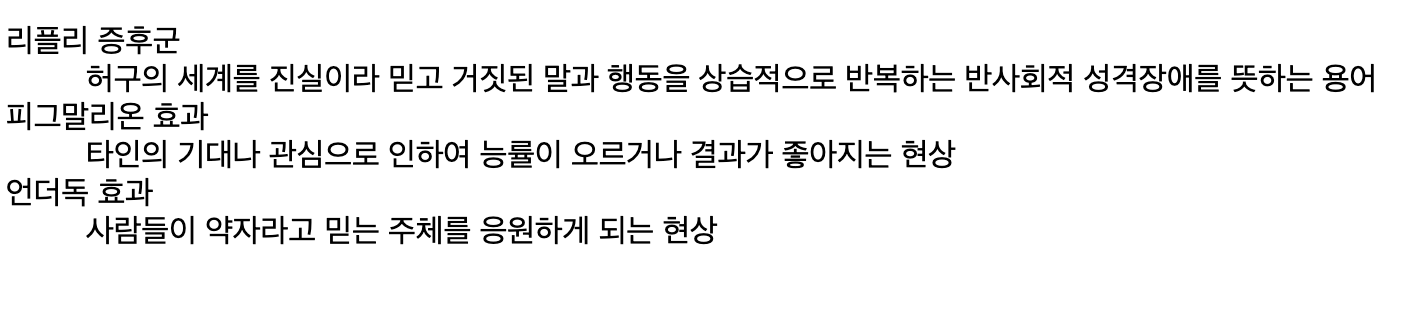 리플리 증후군
허구의 세계를 진실이라 믿고 거짓된 말과 행동을 상습적으로 반복하는 반사회적 성격장애를 뜻하는 용어
피그말리온 효과
타인의 기대나 관심으로 인하여 능률이 오르거나 결과가 좋아지는 현상
언더독 효과
사람들이 약자라고 믿는 주체를 응원하게 되는 현상